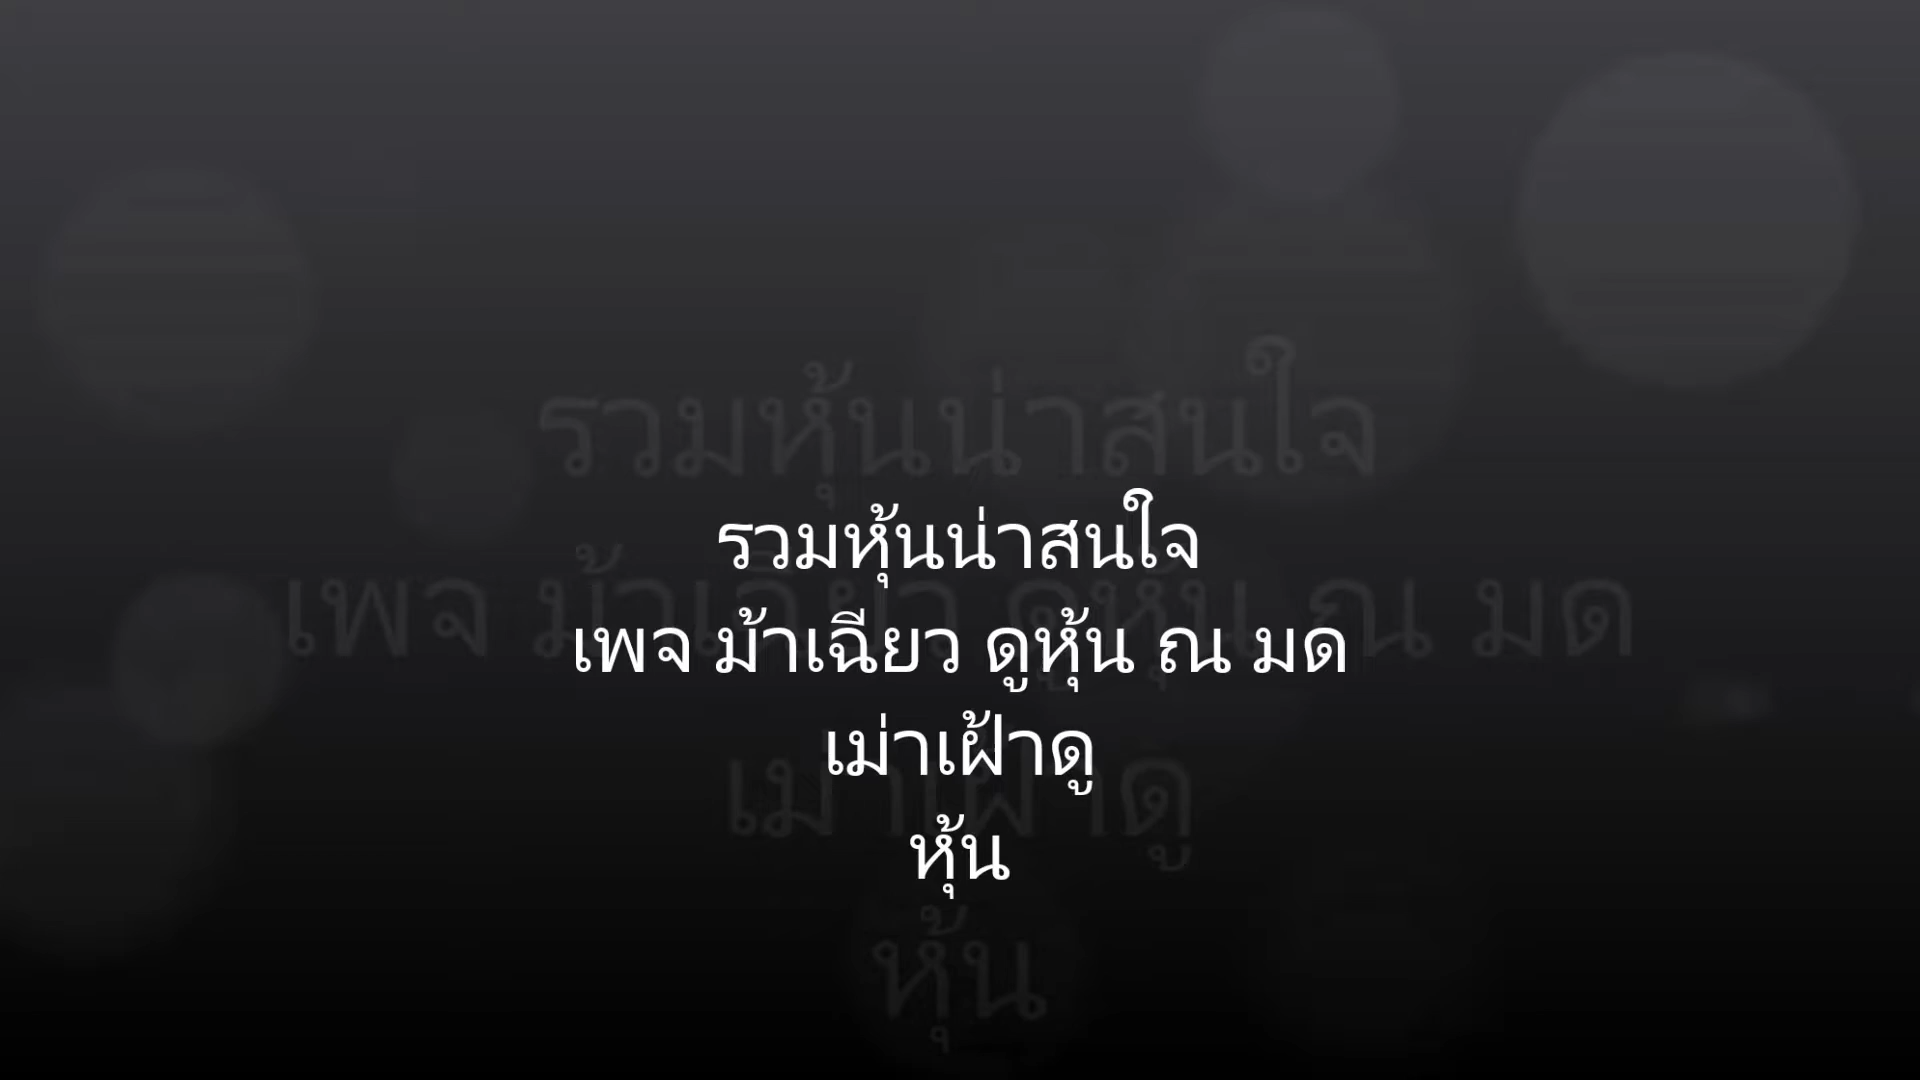 รวมหุ้นน่าสนใจ
เพจ ม้าเฉียว ดูหุ้น ณ มด
เม่าเฝ้าดู
หุ้น